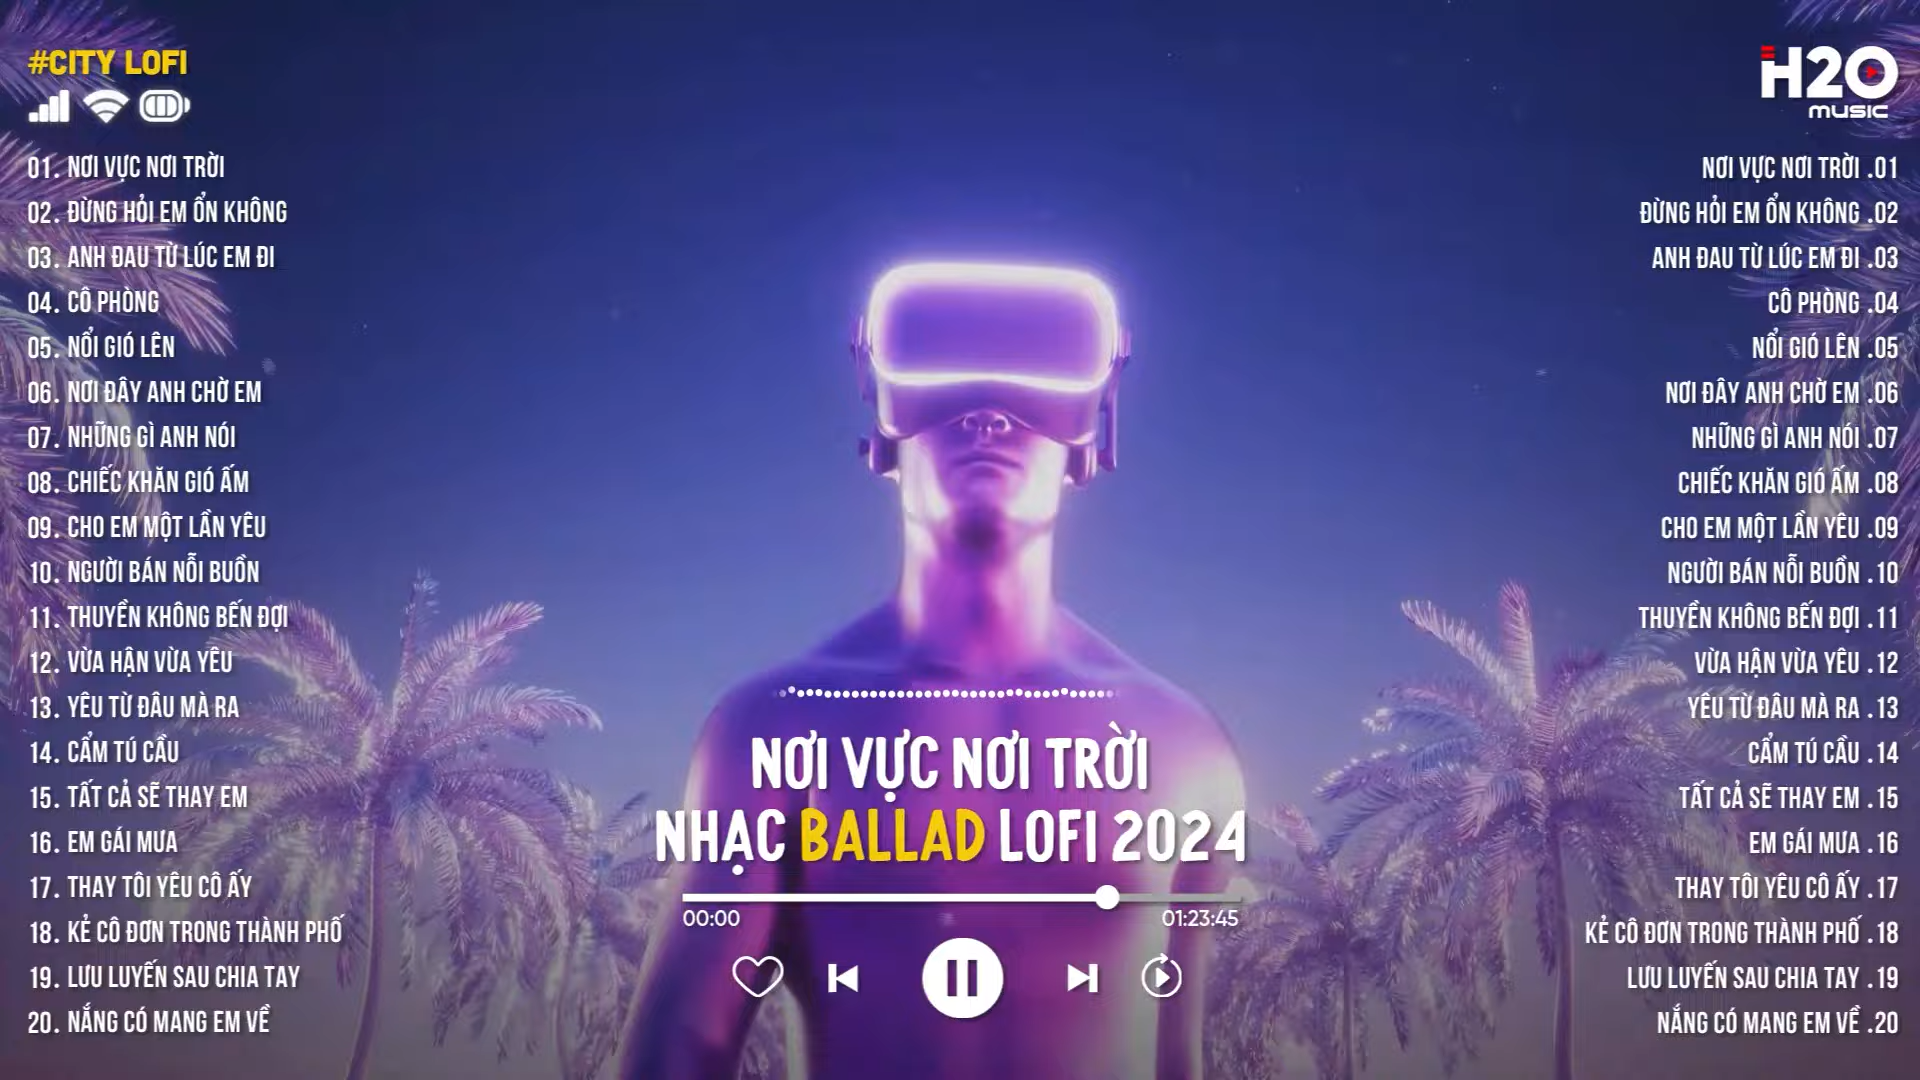 #CITY LOFI
H2O
MUSIC
01. NƠI VỰC NƠI TRỜI
02. ĐỪNG HỎI EM ỔN KHÔNG
03. ANH ĐAU TỪ LÚC EM ĐI
04. CÔ PHÒNG
05. NỔI GIÓ LÊN
06. NƠI ĐÂY ANH CHỜ EM
07. NHỮNG GÌ ANH NÓI
08. CHIẾC KHĂN GIÓ ẤM
09. CHO EM MỘT LẦN YÊU
10. NGƯỜI BÁN NỖI BUỒN
11. THUYỀN KHÔNG BẾN ĐỢI
12. VỪA HẬN VỪA YÊU
13. YÊU TỪ ĐÂU MÀ RA
14. CẨM TÚ CẦU
15. TẤT CẢ SẼ THAY EM
16. EM GÁI MƯA
17. THAY TÔI YÊU CÔ ẤY
18. KẺ CÔ ĐƠN TRONG THÀNH PHỐ
19. LƯU LUYẾN SAU CHIA TAY
20. NẮNG CÓ MANG EM VỀ
NƠI VỰC NƠI TRỜI
NHẠC BALLAD LOFI 2024
00:00
01:23:45
NƠI VỰC NƠI TRỜI .01
ĐỪNG HỎI EM ỔN KHÔNG .02
ANH ĐAU TỪ LÚC EM ĐI .03
CÔ PHÒNG .04
NỔI GIÓ LÊN .05
NƠI ĐÂY ANH CHỜ EM .06
NHỮNG GÌ ANH NÓI .07
CHIẾC KHĂN GIÓ ẤM .08
CHO EM MỘT LẦN YÊU .09
NGƯỜI BÁN NỖI BUỒN .10
THUYỀN KHÔNG BẾN ĐỢI .11
VỪA HẬN VỪA YÊU .12
YÊU TỪ ĐÂU MÀ RA .13
CẨM TÚ CẦU .14
TẤT CẢ SẼ THAY EM .15
EM GÁI MƯA .16
THAY TÔI YÊU CÔ ẤY .17
KẺ CÔ ĐƠN TRONG THÀNH PHỐ .18
LƯU LUYẾN SAU CHIA TAY .19
NẮNG CÓ MANG EM VỀ .20